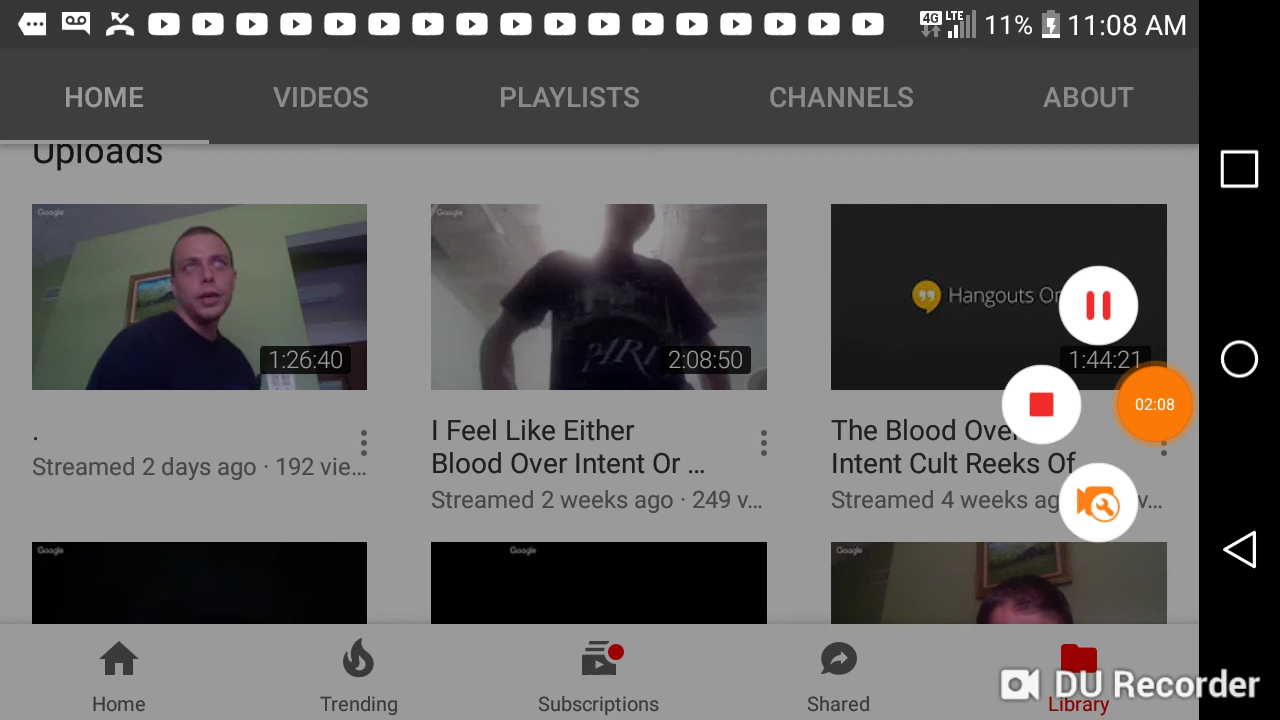 4G LTE 11% 11:08 AM
HOME VIDEOS PLAYLISTS CHANNELS ABOUT
Uploads
Google
Google
1:26:40
2:08:50
Hangouts On
1:44:21
02:08
.
Streamed 2 days ago · 192 vie...
I Feel Like Either
Blood Over Intent Or ...
Streamed 2 weeks ago · 249 v...
The Blood Over
Intent Cult Reeks Of
Streamed 4 weeks ag v...
Google
Google
Google
Home Trending Subscriptions Shared Library
DU Recorder